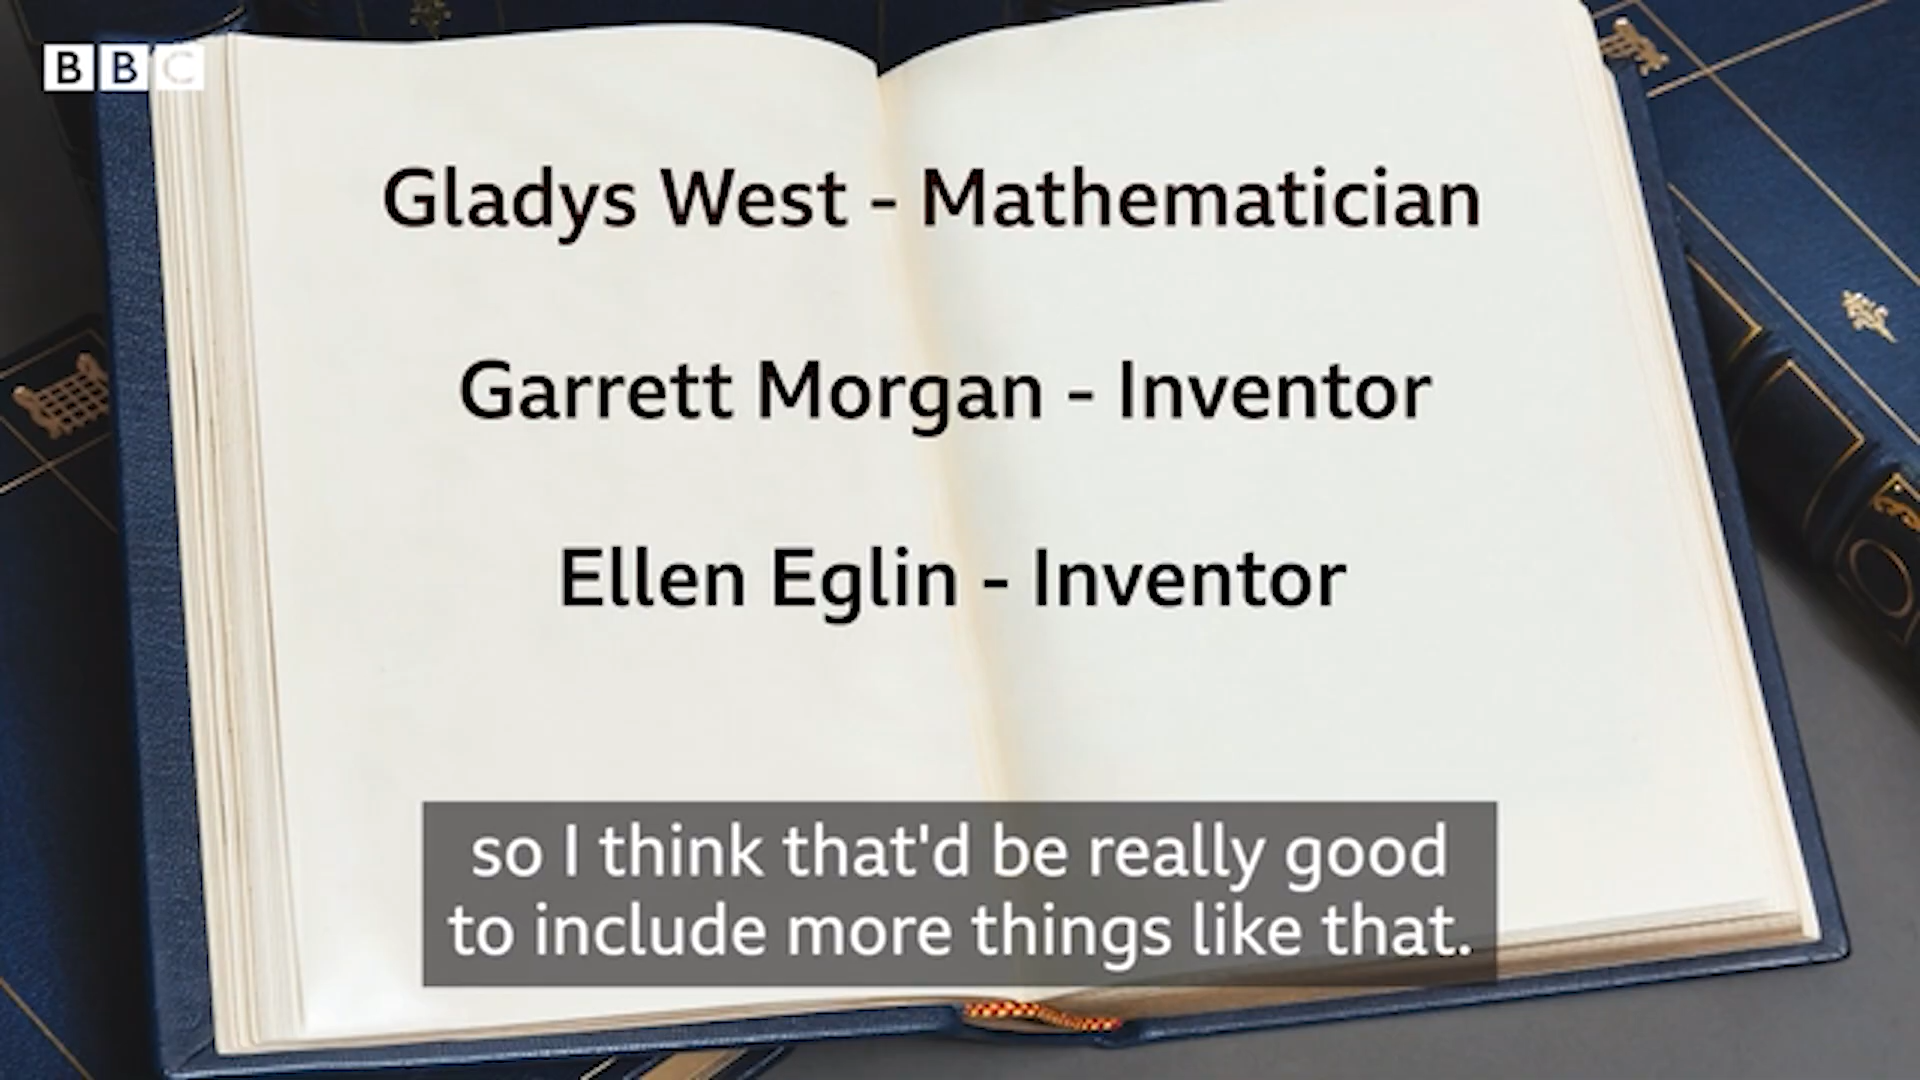 BBC
Gladys West - Mathematician
Garrett Morgan - Inventor
Ellen Eglin - Inventor
so I think that'd be really good
to include more things like that.